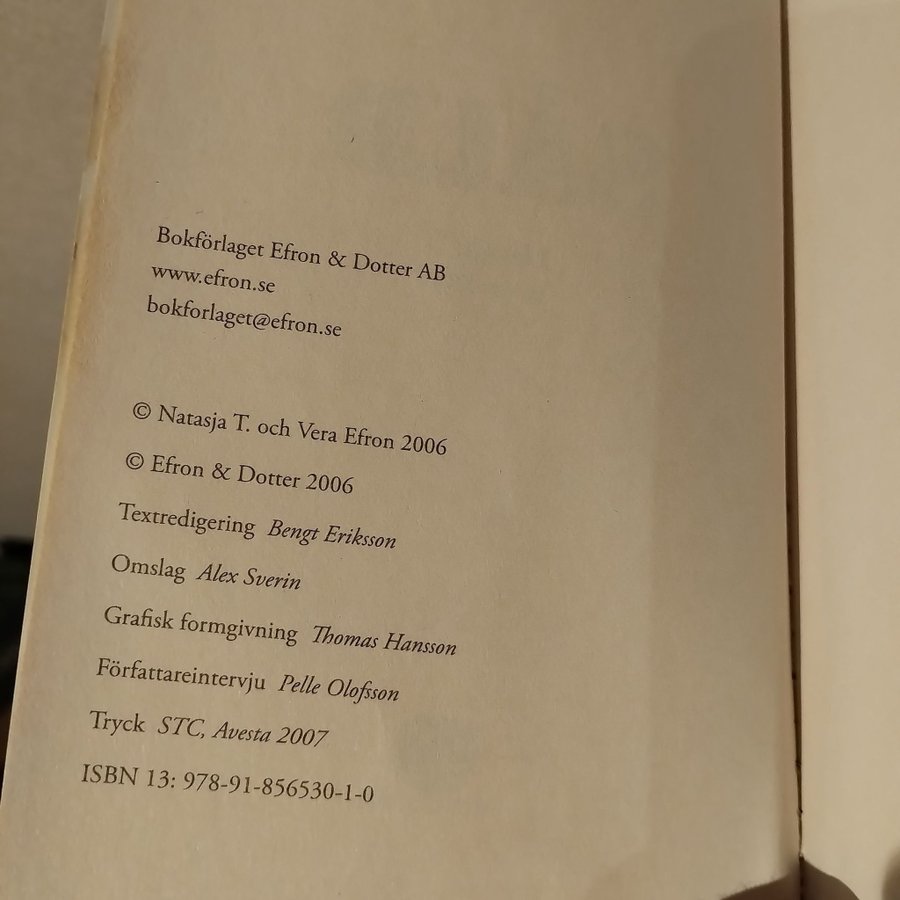 Bokförlaget Efron & Dotter AB
www.efron.se
bokforlaget@efron.se
© Natasja T. och Vera Efron 2006
© Efron & Dotter 2006
Textredigering Bengt Eriksson
Omslag Alex Sverin
Grafisk formgivning Thomas Hansson
Författareintervju Pelle Olofsson
Tryck STC, Avesta 2007
ISBN 13: 978-91-856530-1-0